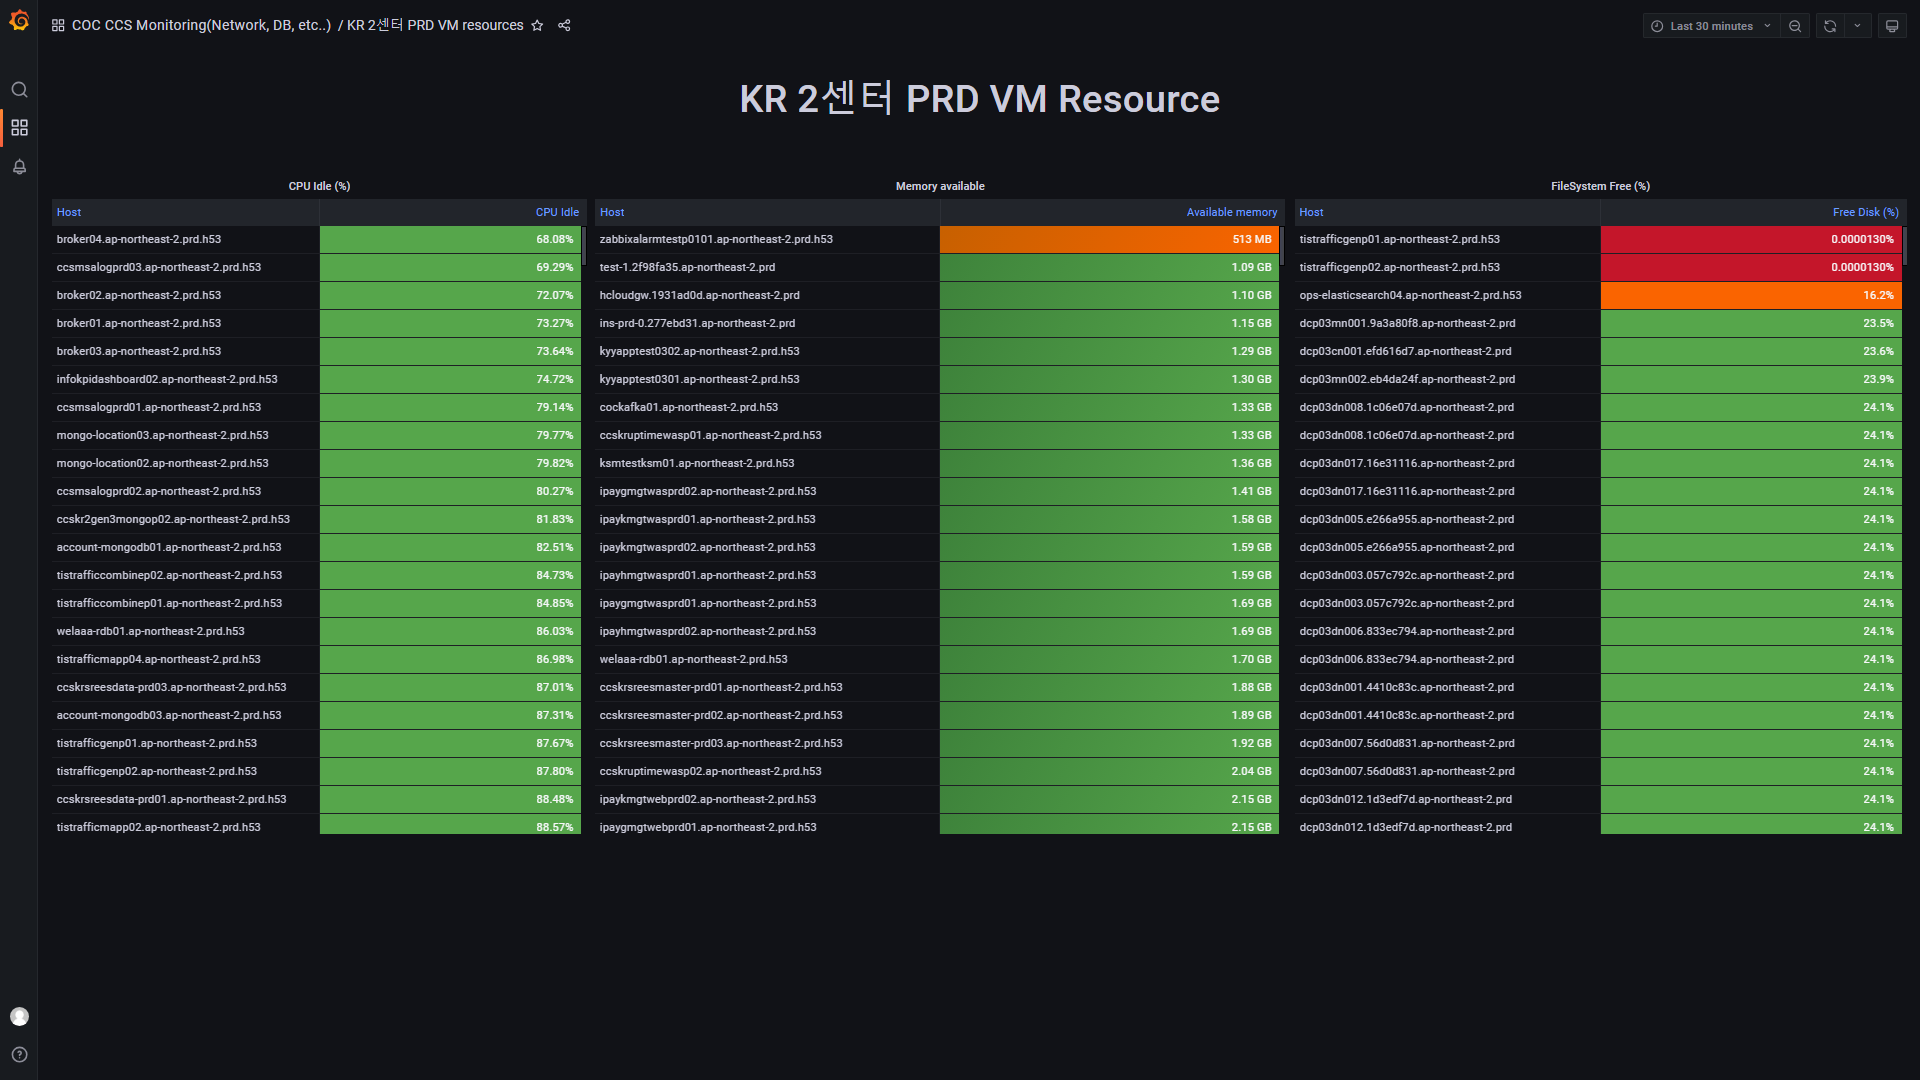 COC CCS Monitoring(Network, DB, etc..) / KR 2센터 PRD VM resources
Last 30 minutes
KR 2센터 PRD VM Resource
CPU Idle (%)
Host CPU Idle
broker04.ap-northeast-2.prd.h53 68.08%
ccsmsalogprd03.ap-northeast-2.prd.h53 69.29%
broker02.ap-northeast-2.prd.h53 72.07%
broker01.ap-northeast-2.prd.h53 73.27%
broker03.ap-northeast-2.prd.h53 73.64%
infokpidashboard02.ap-northeast-2.prd.h53 74.72%
ccsmsalogprd01.ap-northeast-2.prd.h53 79.14%
mongo-location03.ap-northeast-2.prd.h53 79.77%
mongo-location02.ap-northeast-2.prd.h53 79.82%
ccsmsalogprd02.ap-northeast-2.prd.h53 80.27%
ccskr2gen3mongop02.ap-northeast-2.prd.h53 81.83%
account-mongodb01.ap-northeast-2.prd.h53 82.51%
tistrafficcombinep02.ap-northeast-2.prd.h53 84.73%
tistrafficcombinep01.ap-northeast-2.prd.h53 84.85%
welaaa-rdb01.ap-northeast-2.prd.h53 86.03%
tistrafficmapp04.ap-northeast-2.prd.h53 86.98%
ccskrsreesdata-prd03.ap-northeast-2.prd.h53 87.01%
account-mongodb03.ap-northeast-2.prd.h53 87.31%
tistrafficgenp01.ap-northeast-2.prd.h53 87.67%
tistrafficgenp02.ap-northeast-2.prd.h53 87.80%
ccskrsreesdata-prd01.ap-northeast-2.prd.h53 88.48%
tistrafficmapp02.ap-northeast-2.prd.h53 88.57%
Memory available
Host Available memory
zabbixalarmtestp0101.ap-northeast-2.prd.h53 513 MB
test-1.2f98fa35.ap-northeast-2.prd 1.09 GB
hcloudgw.1931ad0d.ap-northeast-2.prd 1.10 GB
ins-prd-0.277ebd31.ap-northeast-2.prd 1.15 GB
kyyapptest0302.ap-northeast-2.prd.h53 1.29 GB
kyyapptest0301.ap-northeast-2.prd.h53 1.30 GB
cockafka01.ap-northeast-2.prd.h53 1.33 GB
ccskruptimewasp01.ap-northeast-2.prd.h53 1.33 GB
ksmtestksm01.ap-northeast-2.prd.h53 1.36 GB
ipaygmgtwasprd02.ap-northeast-2.prd.h53 1.41 GB
ipaykmgtwasprd01.ap-northeast-2.prd.h53 1.58 GB
ipaykmgtwasprd02.ap-northeast-2.prd.h53 1.59 GB
ipayhmgtwasprd01.ap-northeast-2.prd.h53 1.59 GB
ipaygmgtwasprd01.ap-northeast-2.prd.h53 1.69 GB
ipayhmgtwasprd02.ap-northeast-2.prd.h53 1.69 GB
welaaa-rdb01.ap-northeast-2.prd.h53 1.70 GB
ccskrsreesmaster-prd01.ap-northeast-2.prd.h53 1.88 GB
ccskrsreesmaster-prd02.ap-northeast-2.prd.h53 1.89 GB
ccskrsreesmaster-prd03.ap-northeast-2.prd.h53 1.92 GB
ccskruptimewasp02.ap-northeast-2.prd.h53 2.04 GB
ipaykmgtwebprd02.ap-northeast-2.prd.h53 2.15 GB
ipaygmgtwebprd01.ap-northeast-2.prd.h53 2.15 GB
FileSystem Free (%)
Host Free Disk (%)
tistrafficgenp01.ap-northeast-2.prd.h53 0.0000130%
tistrafficgenp02.ap-northeast-2.prd.h53 0.0000130%
ops-elasticsearch04.ap-northeast-2.prd.h53 16.2%
dcp03mn001.9a3a80f8.ap-northeast-2.prd 23.5%
dcp03cn001.efd616d7.ap-northeast-2.prd 23.6%
dcp03mn002.eb4da24f.ap-northeast-2.prd 23.9%
dcp03dn008.1c06e07d.ap-northeast-2.prd 24.1%
dcp03dn008.1c06e07d.ap-northeast-2.prd 24.1%
dcp03dn017.16e31116.ap-northeast-2.prd 24.1%
dcp03dn017.16e31116.ap-northeast-2.prd 24.1%
dcp03dn005.e266a955.ap-northeast-2.prd 24.1%
dcp03dn005.e266a955.ap-northeast-2.prd 24.1%
dcp03dn003.057c792c.ap-northeast-2.prd 24.1%
dcp03dn003.057c792c.ap-northeast-2.prd 24.1%
dcp03dn006.833ec794.ap-northeast-2.prd 24.1%
dcp03dn006.833ec794.ap-northeast-2.prd 24.1%
dcp03dn001.4410c83c.ap-northeast-2.prd 24.1%
dcp03dn001.4410c83c.ap-northeast-2.prd 24.1%
dcp03dn007.56d0d831.ap-northeast-2.prd 24.1%
dcp03dn007.56d0d831.ap-northeast-2.prd 24.1%
dcp03dn012.1d3edf7d.ap-northeast-2.prd 24.1%
dcp03dn012.1d3edf7d.ap-northeast-2.prd 24.1%